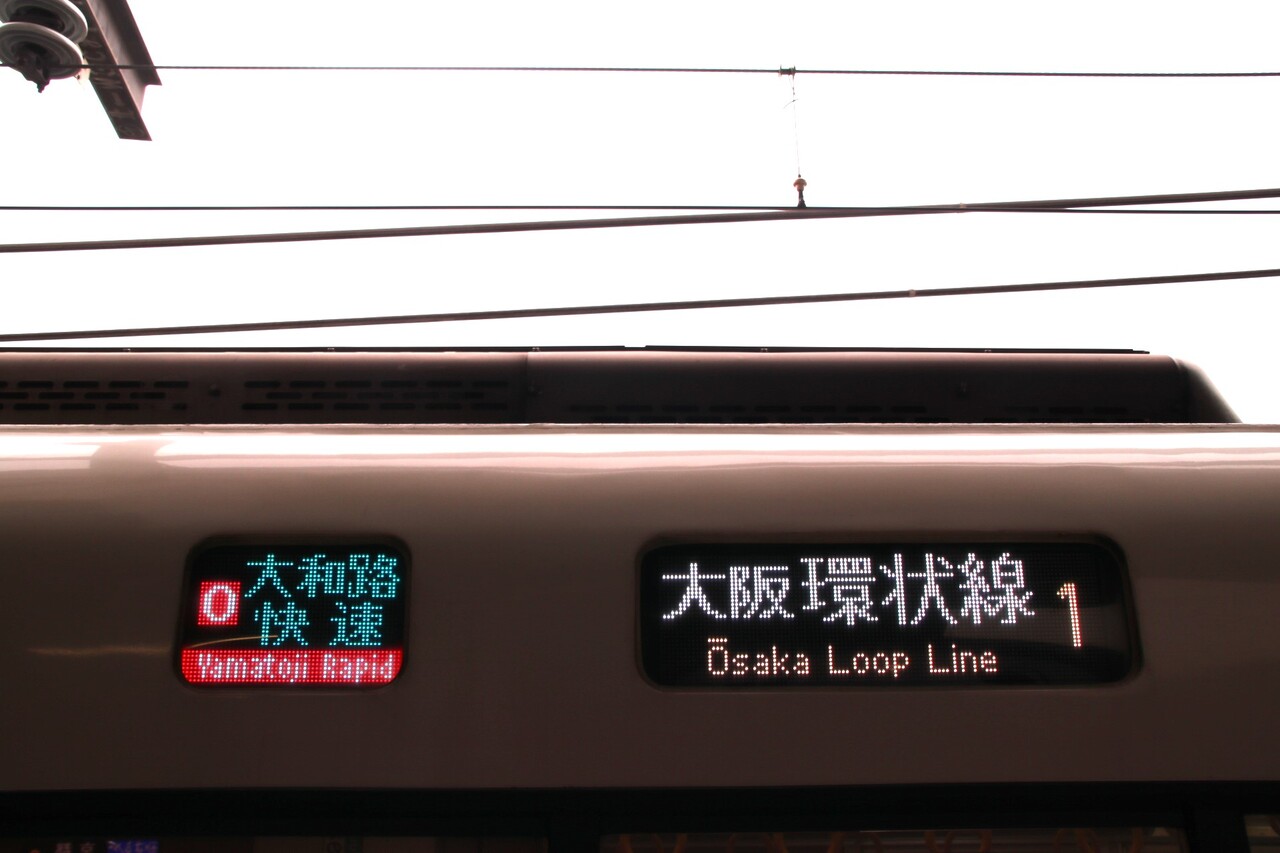 大和路
O
快速
Yamatoji Rapid
大阪環状線
1
Ōsaka Loop Line